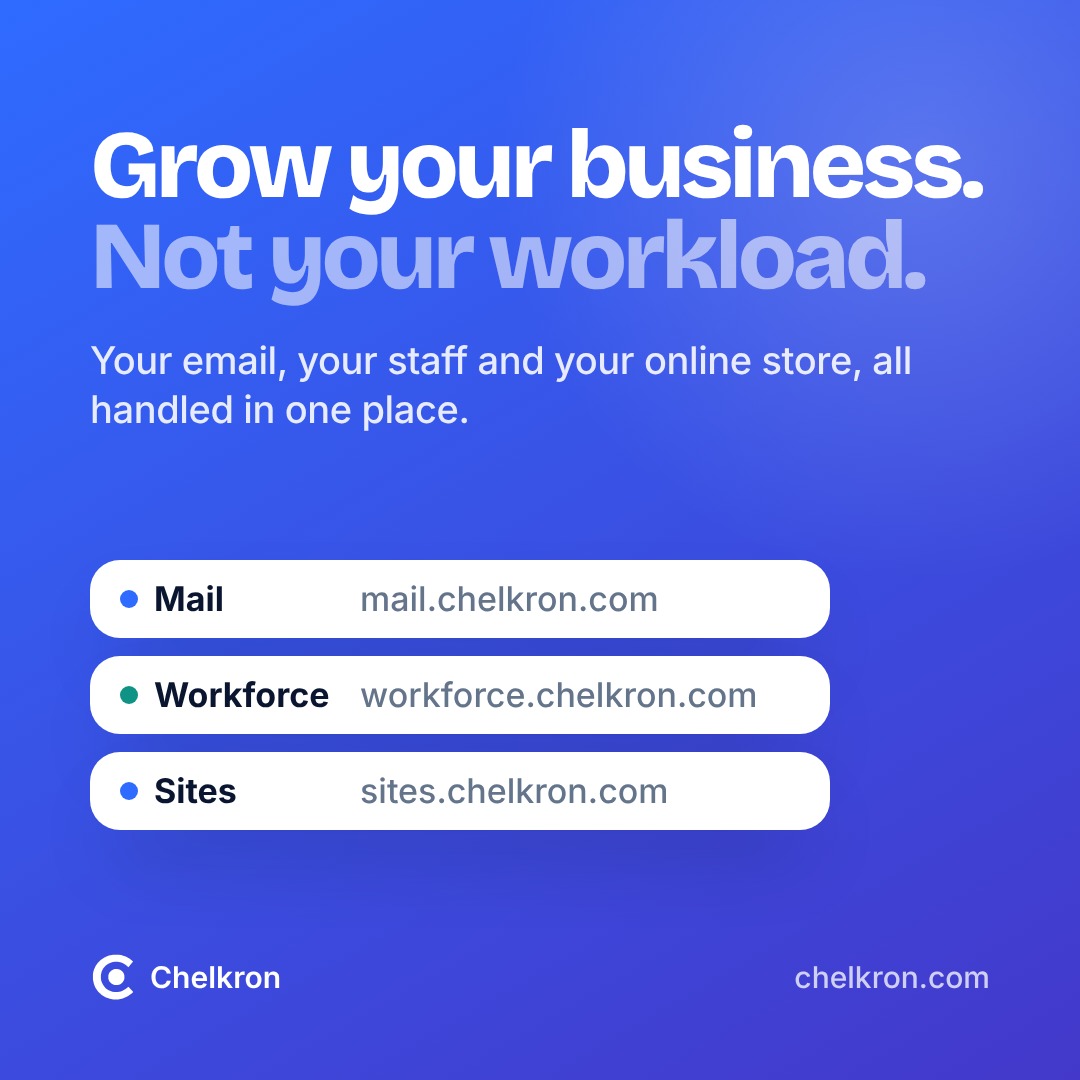 Grow your business.
Not your workload.
Your email, your staff and your online store, all
handled in one place.
Mail mail.chelkron.com
Workforce workforce.chelkron.com
Sites sites.chelkron.com
Chelkron chelkron.com